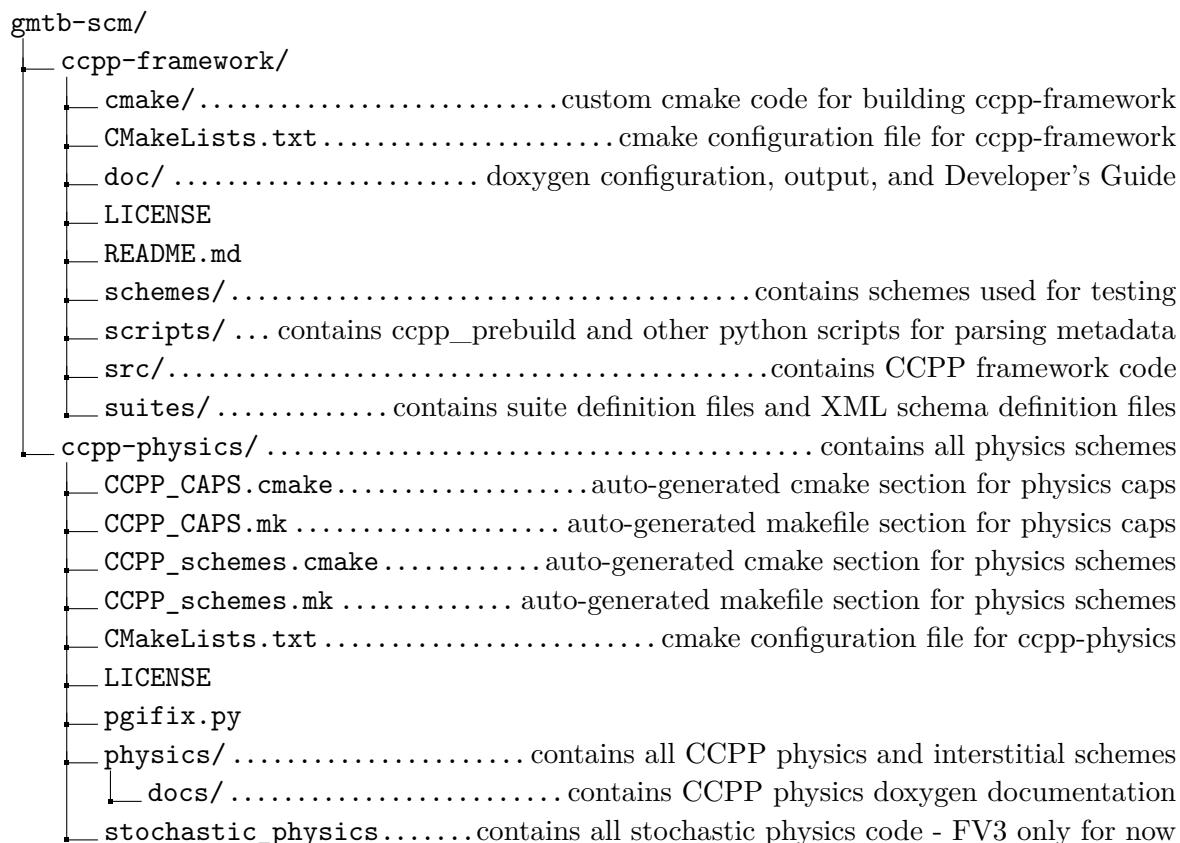 gmtb-scm/
ccpp-framework/
cmake/...........................custom cmake code for building ccpp-framework
CMakeLists.txt......................cmake configuration file for ccpp-framework
doc/ ....................... doxygen configuration, output, and Developer's Guide
LICENSE
README.md
schemes/.......................................contains schemes used for testing
scripts/ ... contains ccpp_prebuild and other python scripts for parsing metadata
src/.............................................contains CCPP framework code
suites/.............contains suite definition files and XML schema definition files
ccpp-physics/ ......................................... contains all physics schemes
CCPP_CAPS.cmake...................auto-generated cmake section for physics caps
CCPP_CAPS.mk .................... auto-generated makefile section for physics caps
CCPP_schemes.cmake............auto-generated cmake section for physics schemes
CCPP_schemes.mk ............. auto-generated makefile section for physics schemes
CMakeLists.txt.........................cmake configuration file for ccpp-physics
LICENSE
pgifix.py
physics/ ...................... contains all CCPP physics and interstitial schemes
docs/.........................contains CCPP physics doxygen documentation
stochastic_physics.......contains all stochastic physics code - FV3 only for now